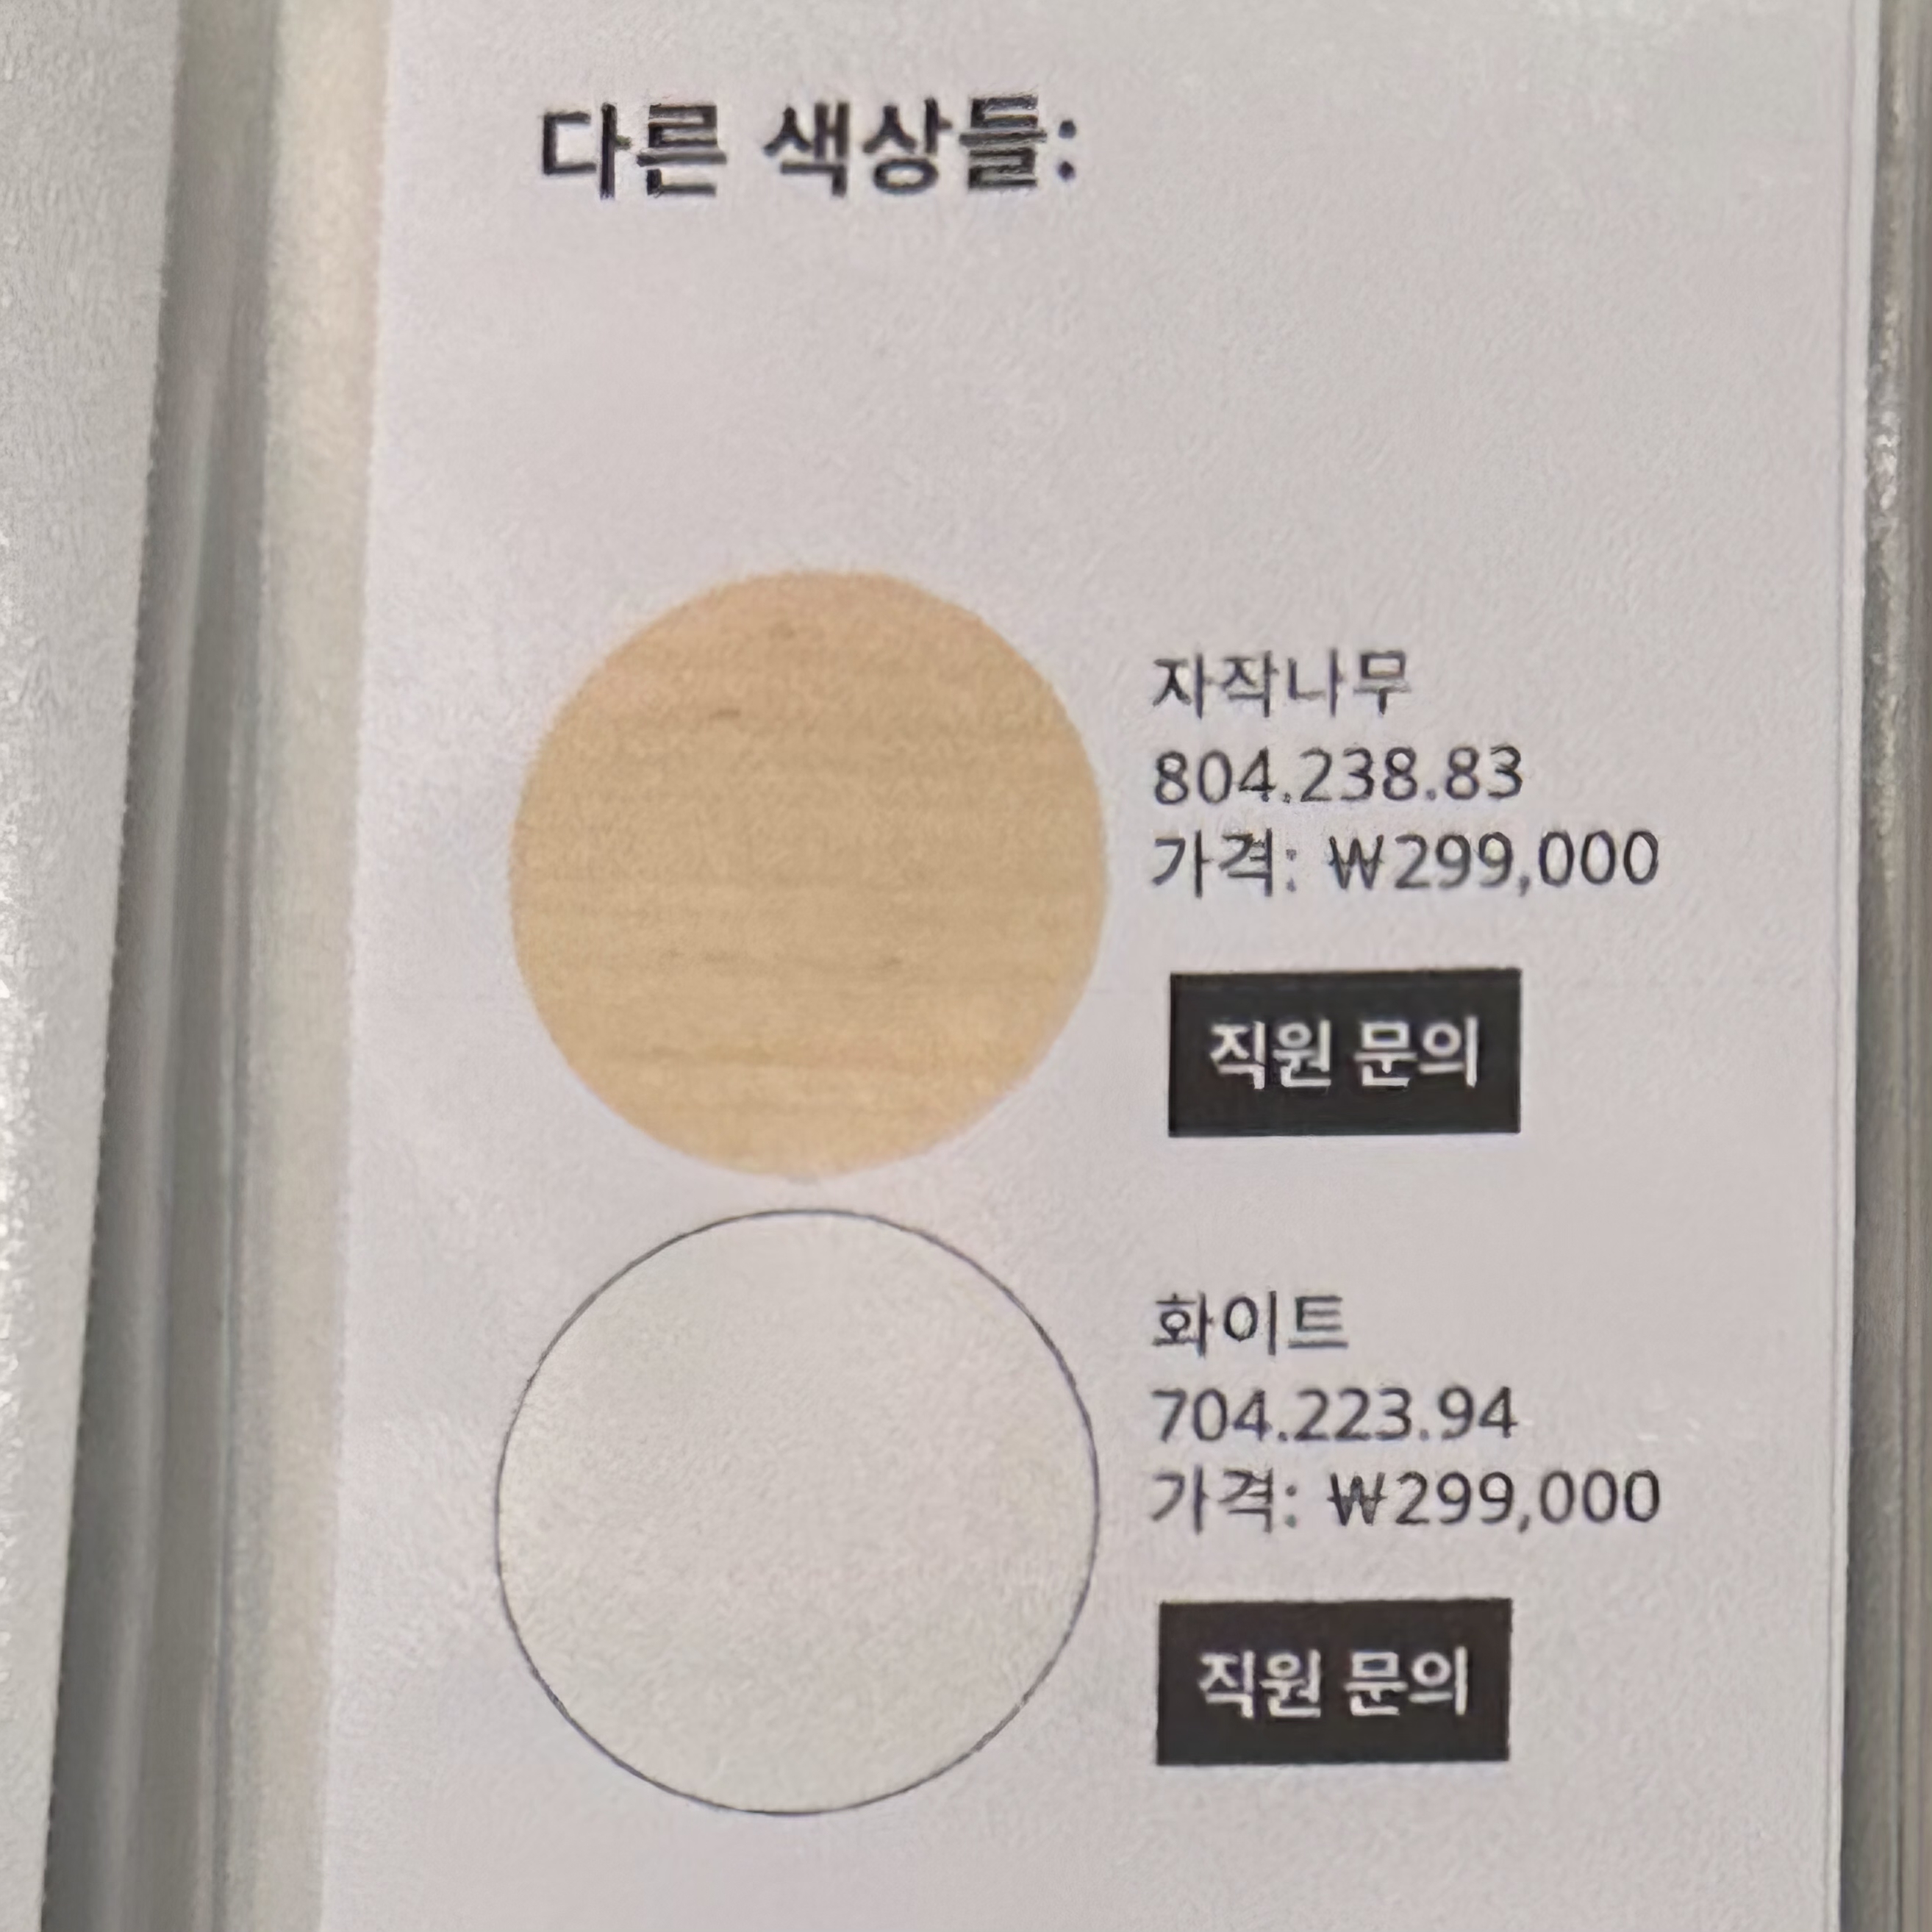 다른 색상들:
자작나무
804.238.83
가격: ₩299,000
직원 문의
화이트
704.223.94
가격: ₩299,000
직원 문의